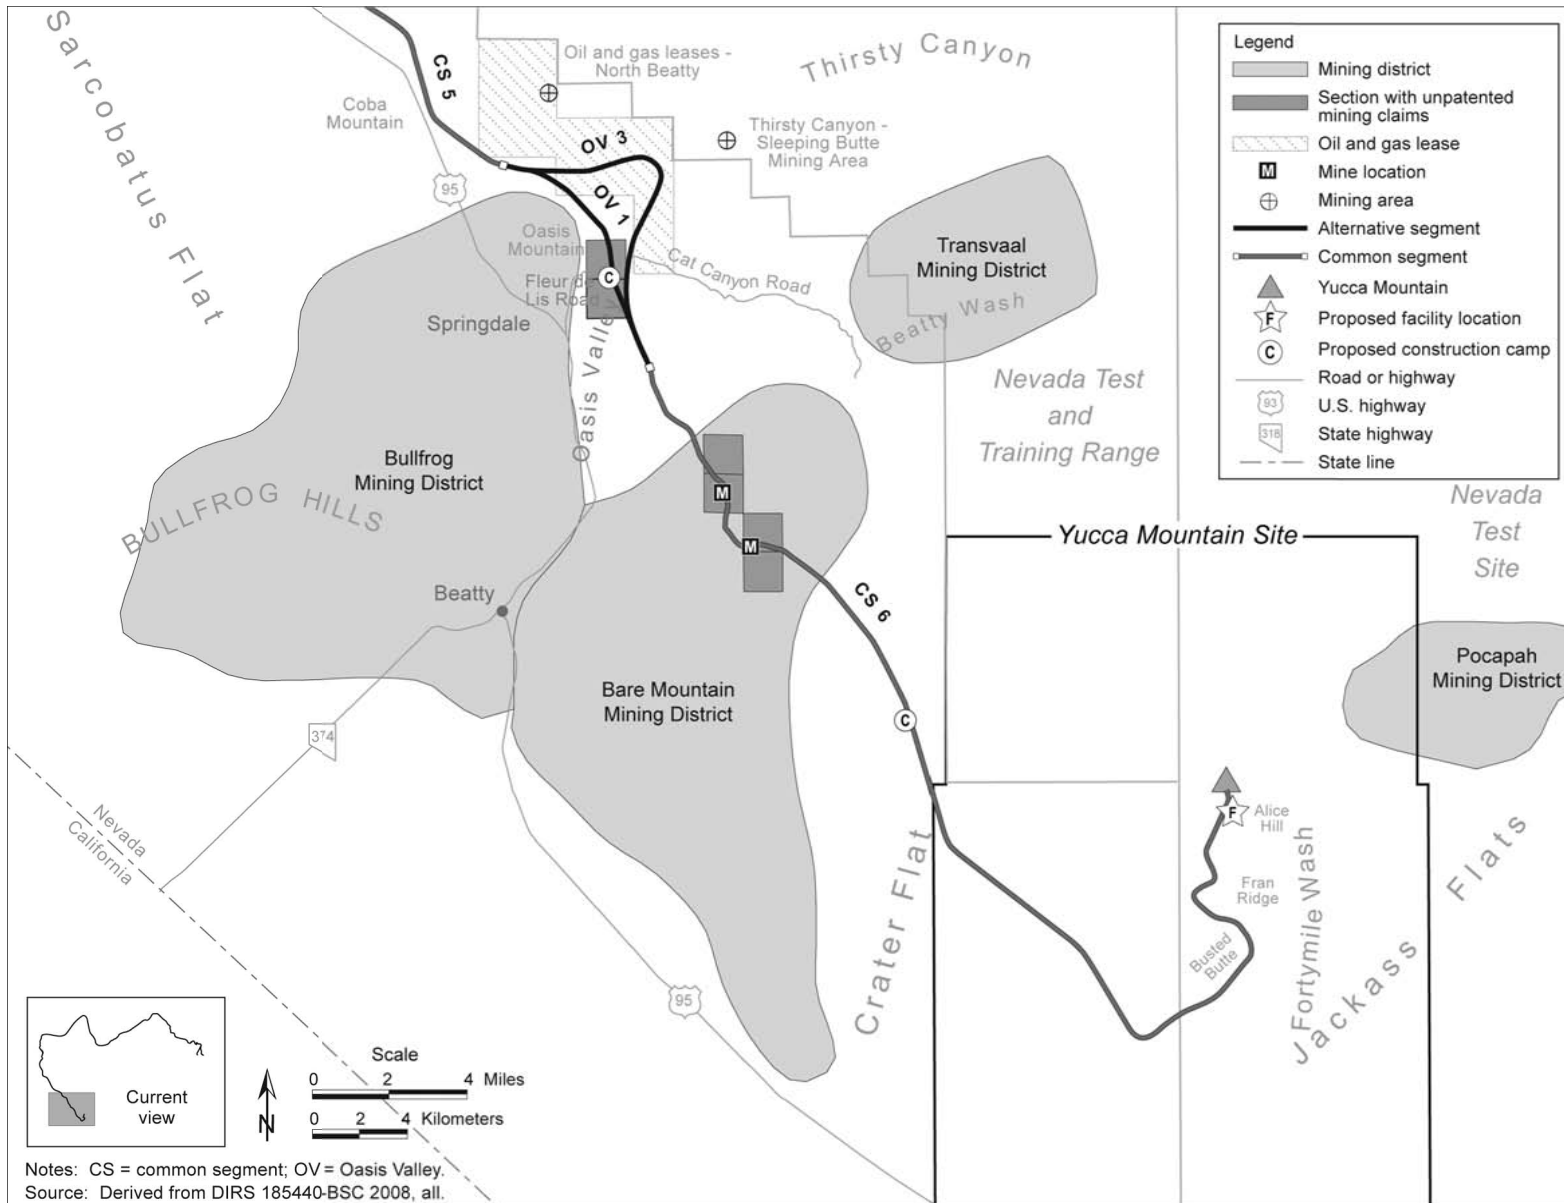 Sarcobatus Flat
CS 5
Oil and gas leases -
North Beatty
Thirsty Canyon
Coba
Mountain
OV 3
Thirsty Canyon -
Sleeping Butte
Mining Area
95
OV 1
Oasis
Mountain
Fleur de
Lis Road
C
Cat Canyon Road
Transvaal
Mining District
Beatty Wash
Springdale
Oasis Valley
Nevada Test
and
Training Range
Bullfrog
Mining District
BULLFROG HILLS
M
M
CS 6
Beatty
Bare Mountain
Mining District
C
374
Nevada
California
95
Crater Flat
Yucca Mountain Site
Nevada
Test
Site
Pocapah
Mining District
F
Alice
Hill
Fran
Ridge
Busted
Butte
Fortymile Wash
Jackass Flats
Legend
Mining district
Section with unpatented
mining claims
Oil and gas lease
M Mine location
Mining area
Alternative segment
Common segment
Yucca Mountain
F Proposed facility location
C Proposed construction camp
Road or highway
93 U.S. highway
318 State highway
State line
Current
view
N
Scale
0 2 4 Miles
0 2 4 Kilometers
Notes: CS = common segment; OV = Oasis Valley.
Source: Derived from DIRS 185440-BSC 2008, all.